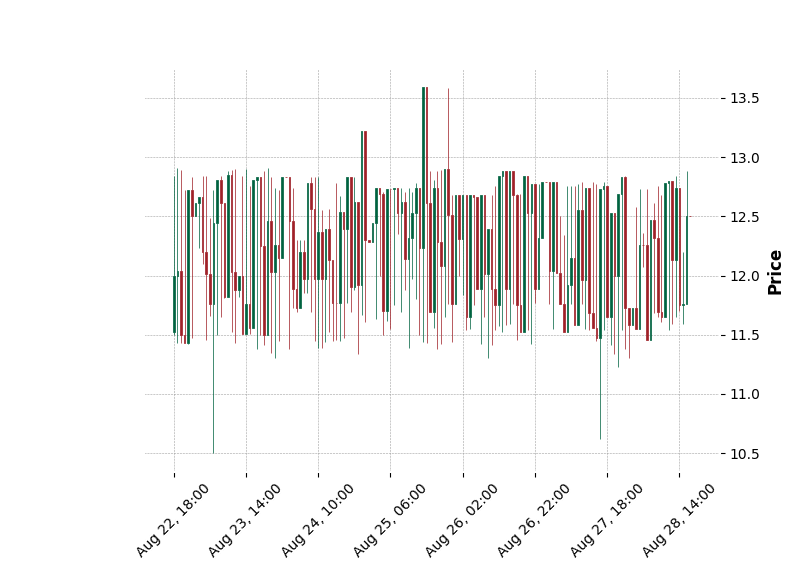 13.5
13.0
12.5
12.0
11.5
11.0
10.5
Price
Aug 22, 18:00
Aug 23, 14:00
Aug 24, 10:00
Aug 25, 06:00
Aug 26, 02:00
Aug 26, 22:00
Aug 27, 18:00
Aug 28, 14:00